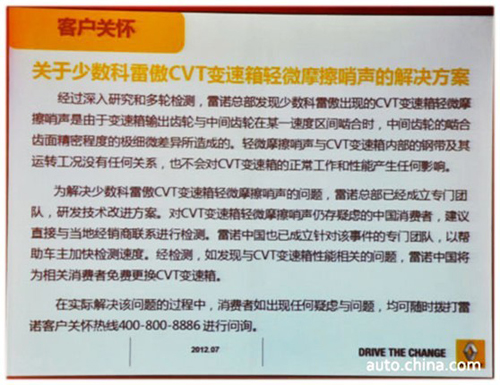 客户关怀
关于少数科雷傲CVT变速箱轻微摩擦哨声的解决方案
经过深入研究和多轮检测，雷诺总部发现少数科雷傲出现的CVT变速箱轻微摩
擦哨声是由于变速箱输出齿轮与中间齿轮在某一速度区间啮合时，中间齿轮的啮合
齿面精密程度的极细微差异所造成的。轻微摩擦哨声与CVT变速箱内部的钢带及其
运转工况没有任何关系，也不会对CVT变速箱的正常工作和性能产生任何影响。
为解决少数科雷傲CVT变速箱轻微摩擦哨声的问题，雷诺总部已经成立专门团
队，研发技术改进方案。对CVT变速箱轻微摩擦哨声仍存疑虑的中国消费者，建议
直接与当地经销商联系进行检测。雷诺中国也已成立针对该事件的专门团队，以帮
助车主加快检测速度。经检测，如发现与CVT变速箱性能相关的问题，雷诺中国将
为相关消费者免费更换CVT变速箱。
在实际解决该问题的过程中，消费者如出现任何疑虑与问题，均可随时拨打雷
诺客户关怀热线400-800-8886进行问询。
2012.07
DRIVE THE CHANGE
auto.china.com